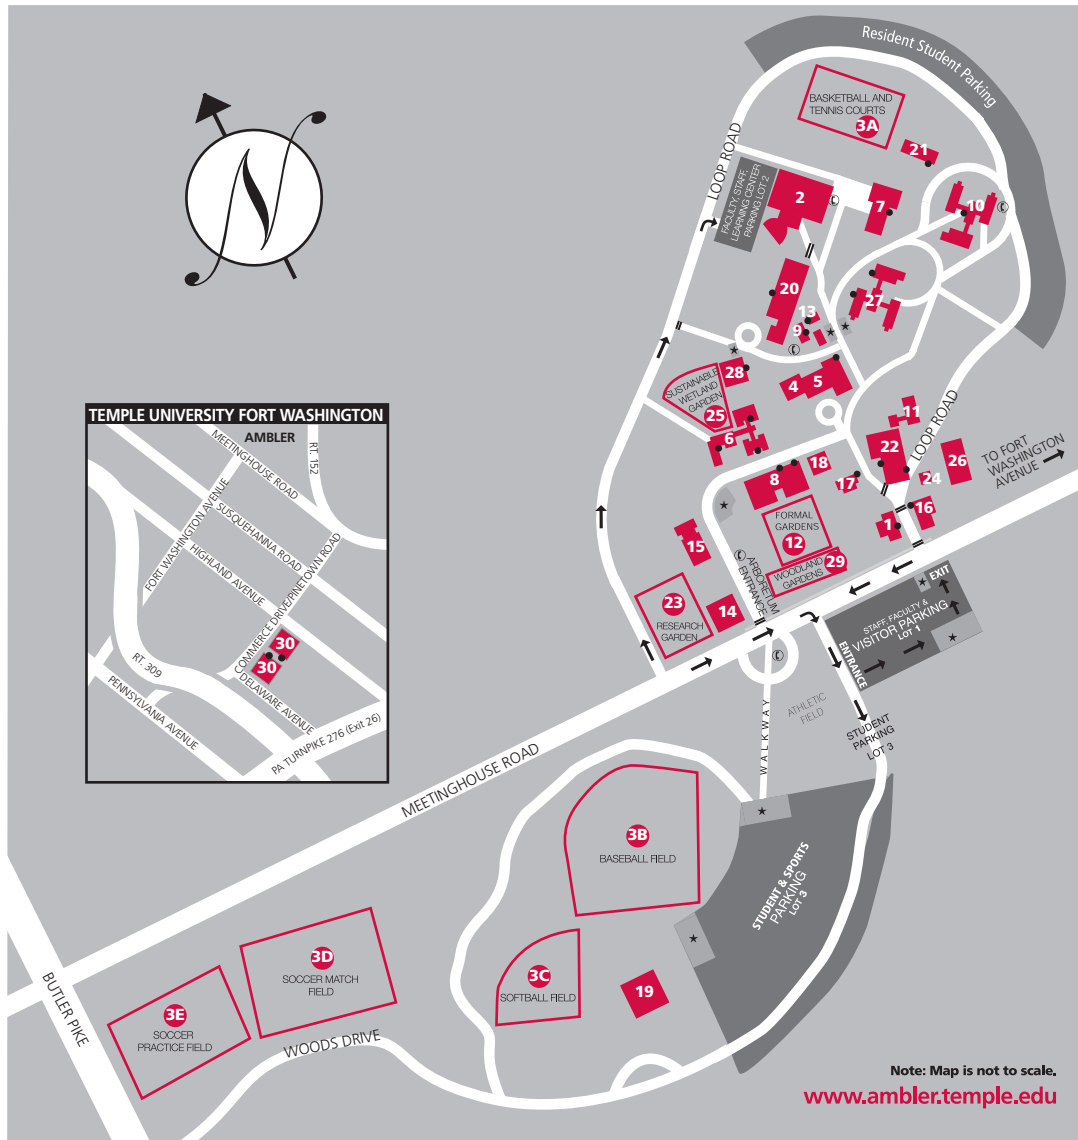 Resident Student Parking
BASKETBALL AND
TENNIS COURTS
3A
21
LOOP ROAD
FACULTY, STAFF,
LEARNING CENTER
PARKING LOT 2
2
7
10
N
20
27
13
9
28
SUSTAINABLE
WETLAND
GARDEN
25
4
5
6
11
LOOP ROAD
22
26
24
TO FORT
WASHINGTON
AVENUE
18
8
17
16
1
FORMAL
GARDENS
12
WOODLAND
GARDENS
29
15
ARBORETUM
ENTRANCE
14
23
RESEARCH
GARDEN
EXIT
STAFF, FACULTY &
VISITOR PARKING
LOT 1
ENTRANCE
TEMPLE UNIVERSITY FORT WASHINGTON
AMBLER
MEETINGHOUSE ROAD
RT. 152
FORT WASHINGTON AVENUE
SUSQUEHANNA ROAD
HIGHLAND AVENUE
COMMERCE DRIVE/PINETOWN ROAD
30
30
RT. 309
DELAWARE AVENUE
PENNSYLVANIA AVENUE
PA TURNPIKE 276 (Exit 26)
ATHLETIC
FIELD
STUDENT
PARKING
LOT 3
WALKWAY
MEETINGHOUSE ROAD
3B
BASEBALL FIELD
STUDENT & SPORTS
PARKING
LOT 3
3C
SOFTBALL FIELD
19
3D
SOCCER MATCH
FIELD
3E
SOCCER
PRACTICE FIELD
BUTLER PIKE
WOODS DRIVE
Note: Map is not to scale.
www.ambler.temple.edu